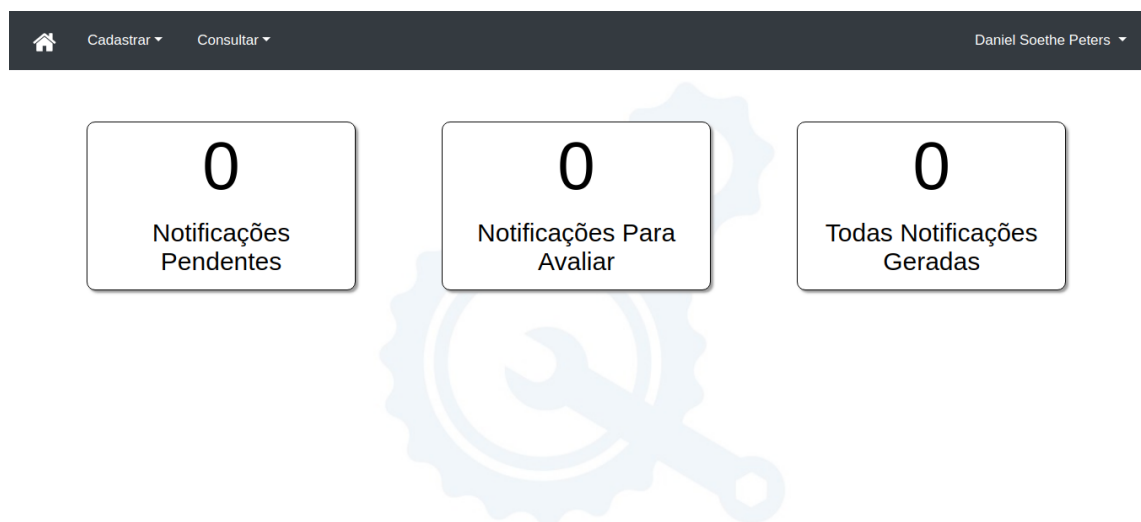 Cadastrar Consultar Daniel Soethe Peters
0
Notificações
Pendentes
0
Notificações Para
Avaliar
0
Todas Notificações
Geradas